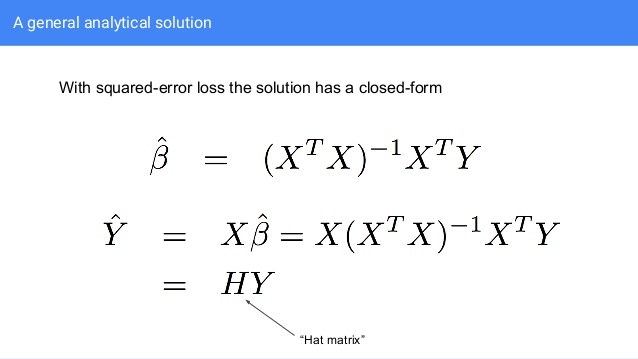 A general analytical solution
With squared-error loss the solution has a closed-form
β̂ = (XᵀX)⁻¹XᵀY
Ŷ = Xβ̂ = X(XᵀX)⁻¹XᵀY
= HY
“Hat matrix”